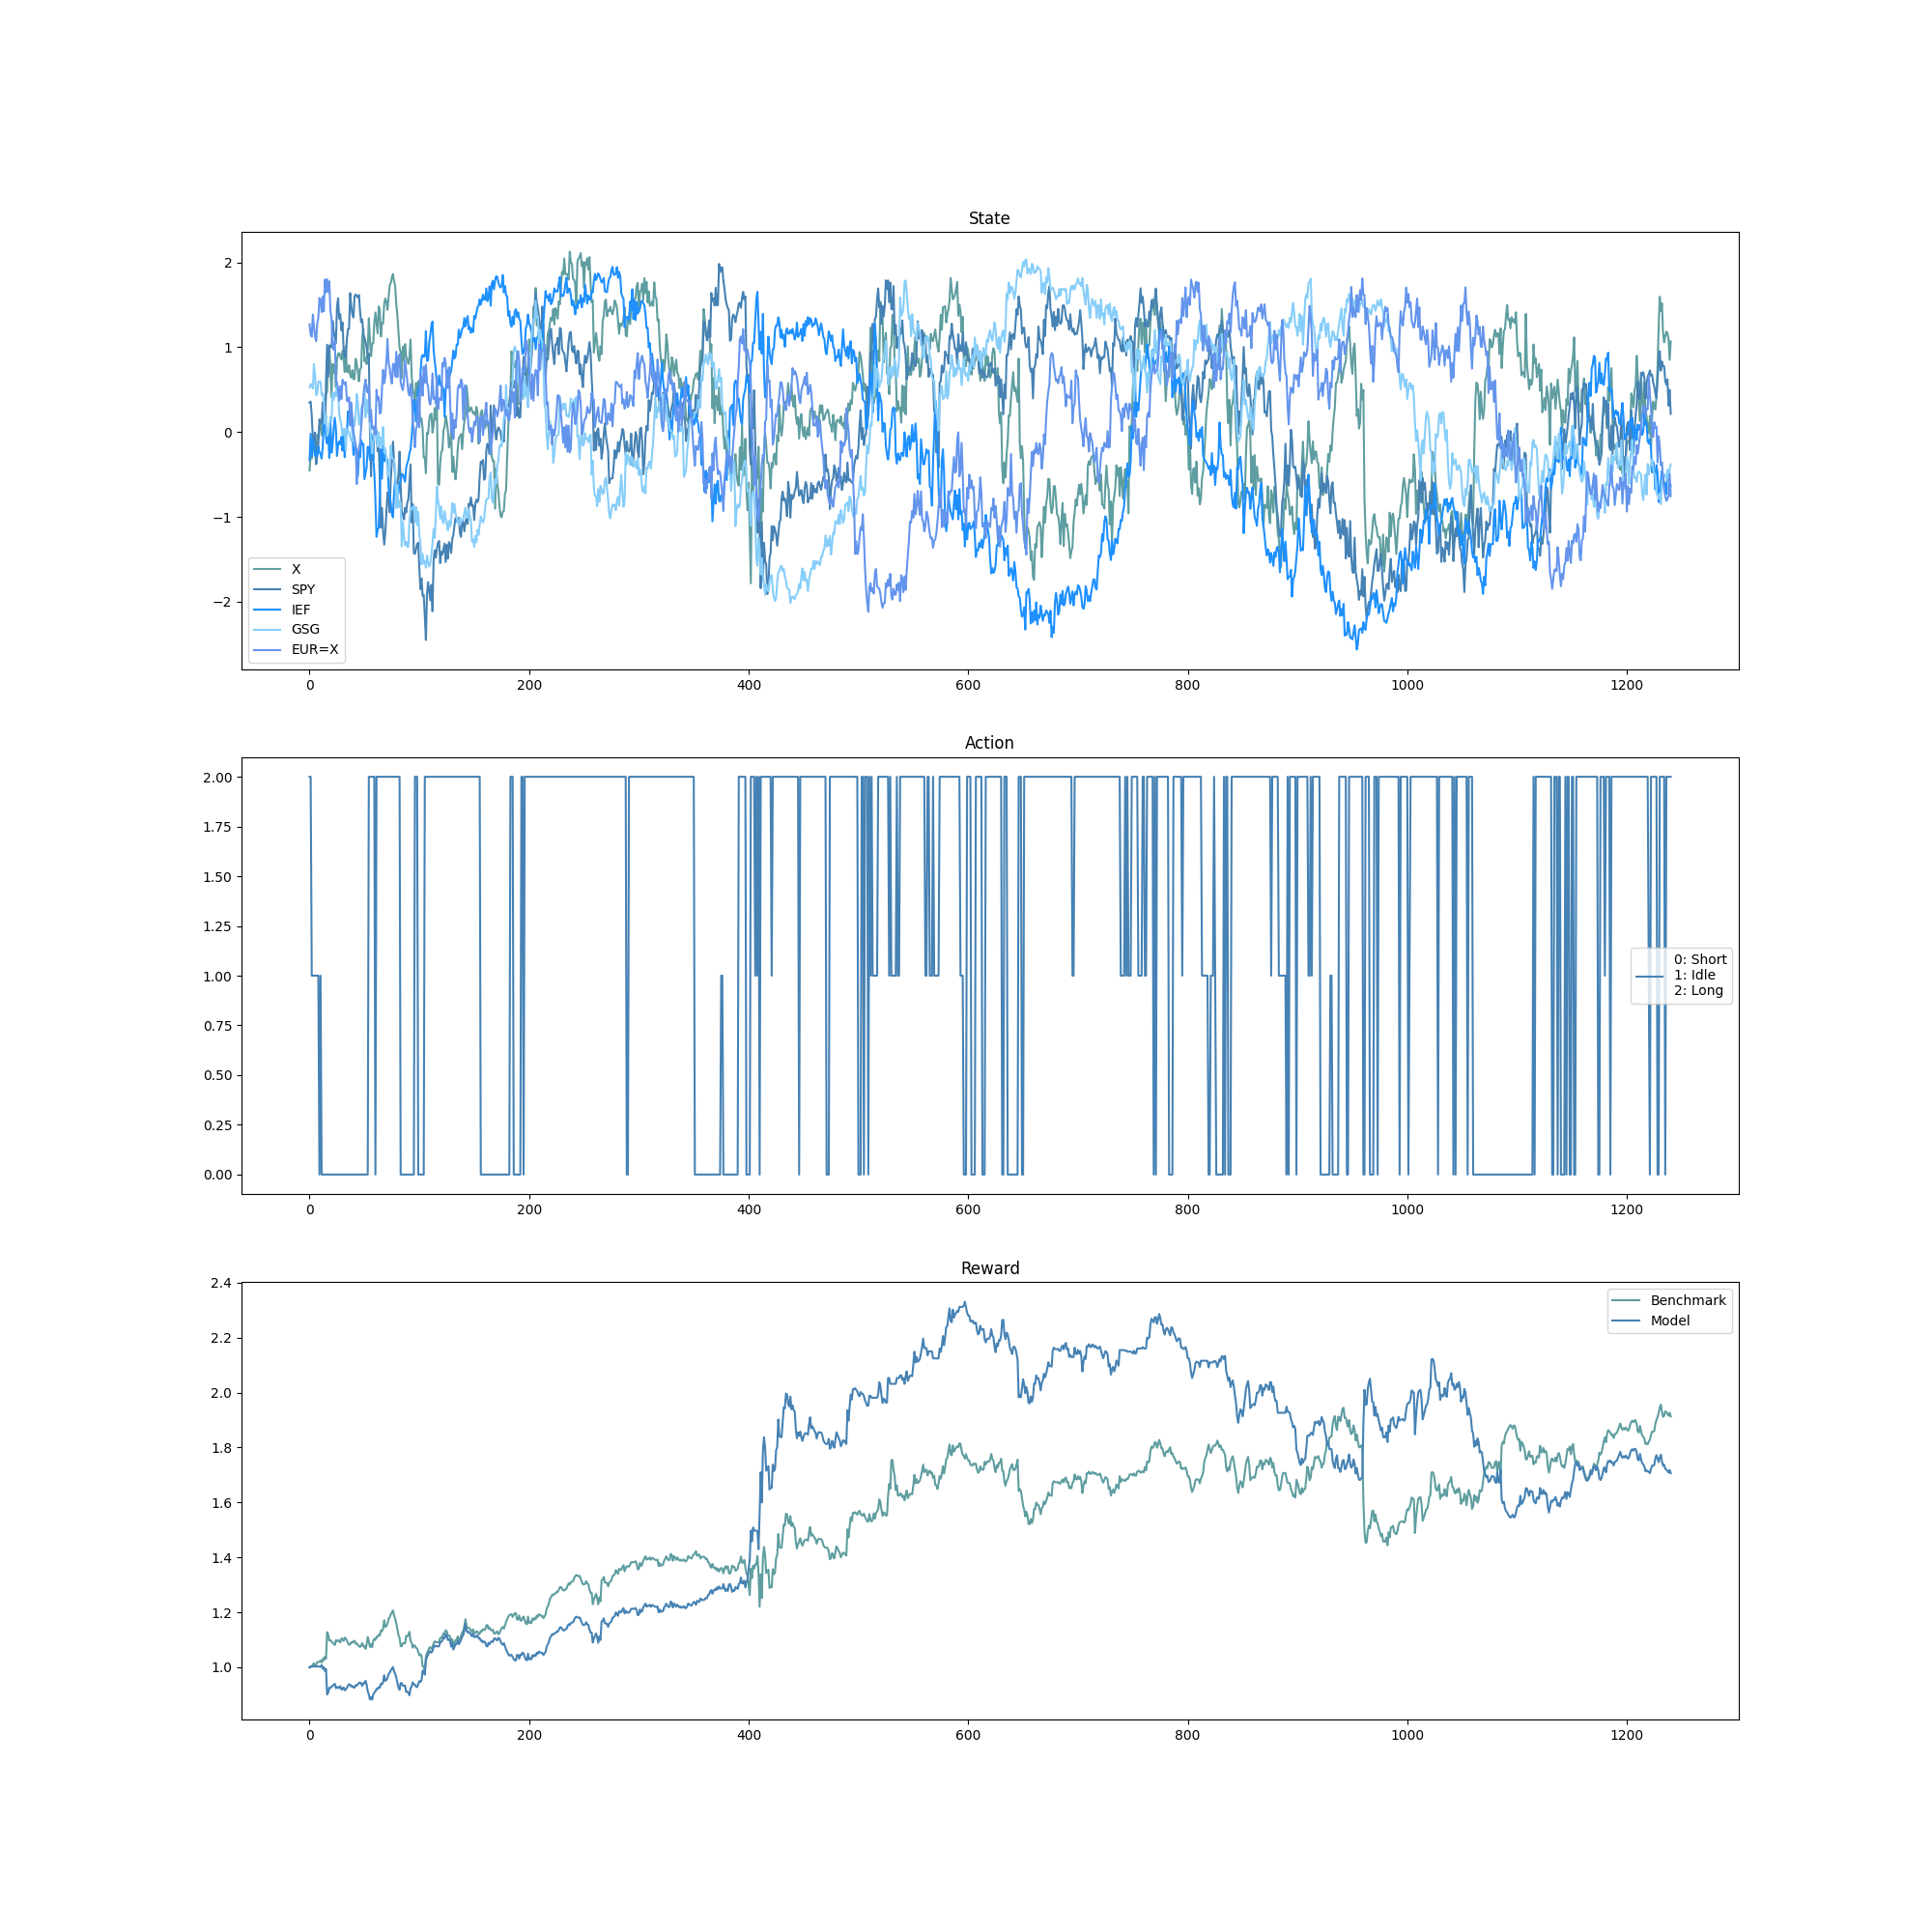 State
2
1
0
−1
−2
X
SPY
IEF
GSG
EUR=X
0 200 400 600 800 1000 1200
Action
2.00
1.75
1.50
1.25
1.00
0.75
0.50
0.25
0.00
0: Short
1: Idle
2: Long
0 200 400 600 800 1000 1200
Reward
2.4
2.2
2.0
1.8
1.6
1.4
1.2
1.0
Benchmark
Model
0 200 400 600 800 1000 1200